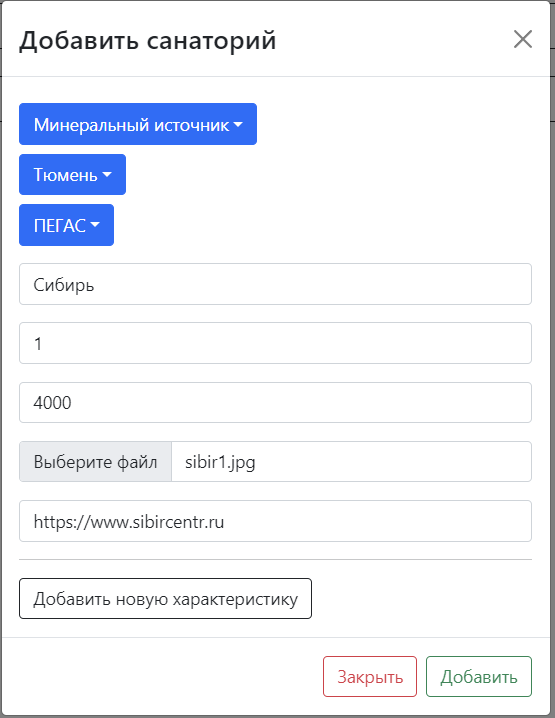 Добавить санаторий
Минеральный источник
Тюмень
ПЕГАС
Сибирь
1
4000
Выберите файл sibir1.jpg
https://www.sibircentr.ru
Добавить новую характеристику
Закрыть Добавить